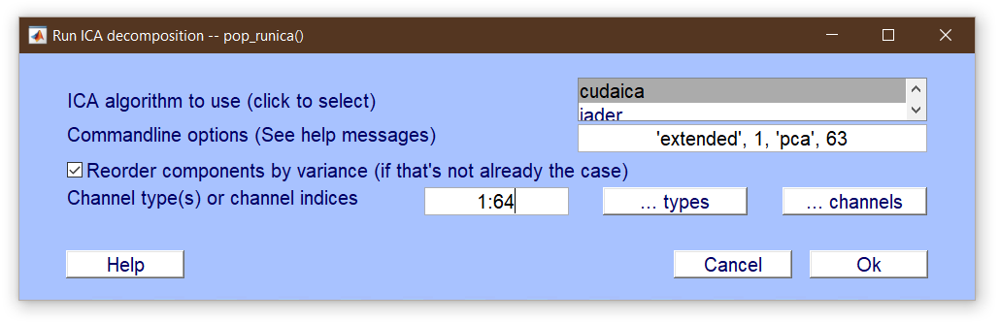 Run ICA decomposition -- pop_runica()
ICA algorithm to use (click to select)
cudaica
jader
Commandline options (See help messages)
'extended', 1, 'pca', 63
Reorder components by variance (if that's not already the case)
Channel type(s) or channel indices
1:64
... types
... channels
Help
Cancel
Ok